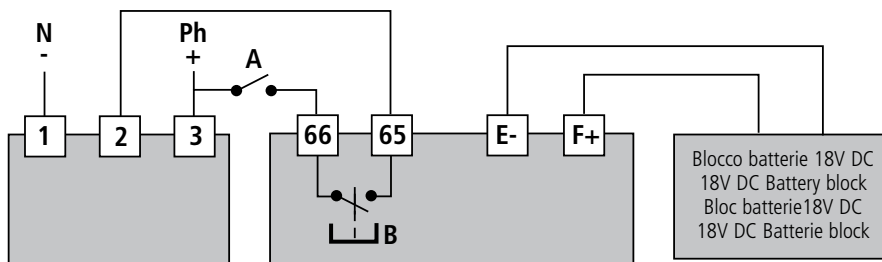 N
-
Ph
+
A
1
2
3
66
65
E-
F+
B
Blocco batterie 18V DC
18V DC Battery block
Bloc batterie18V DC
18V DC Batterie block